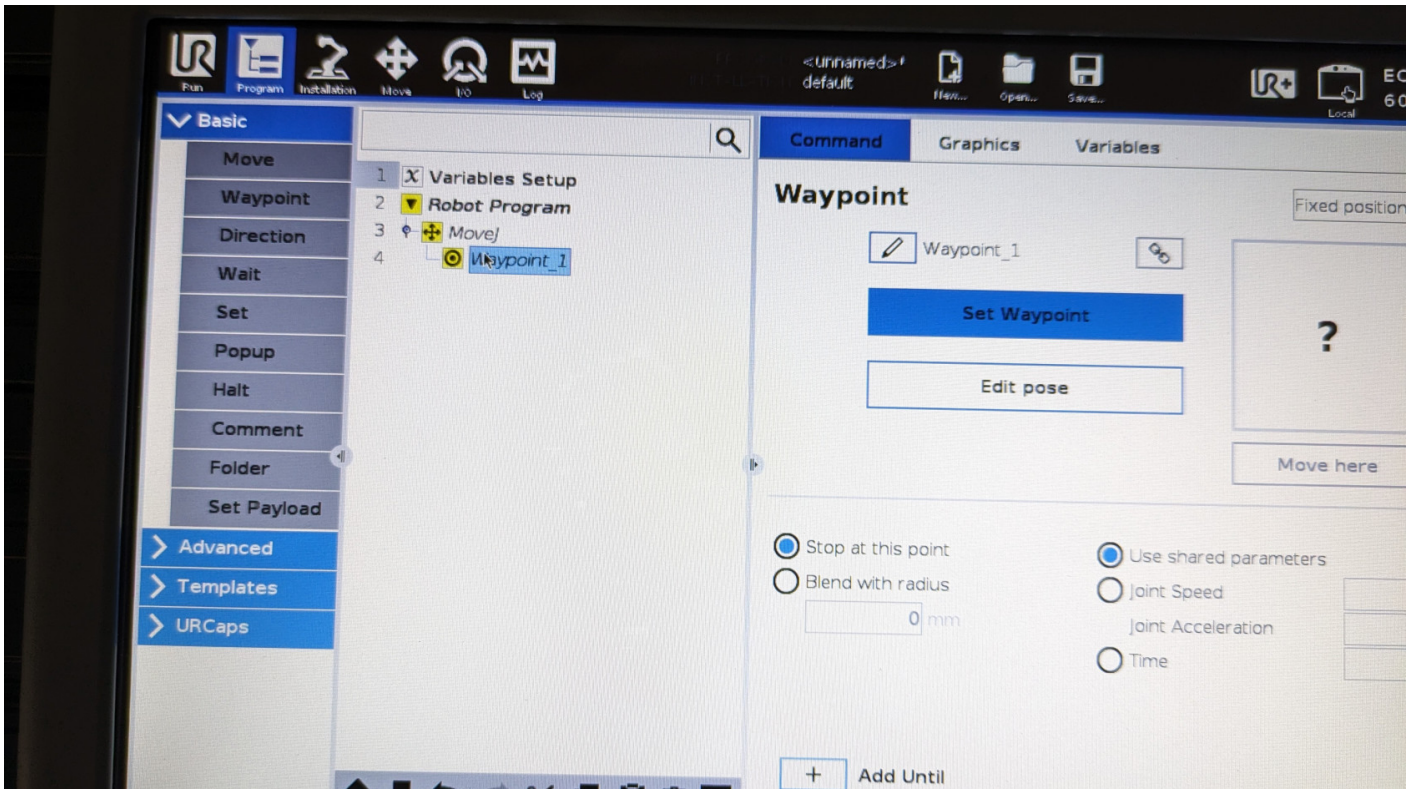 <unnamed>*
default
Run Program Installation Move I/O Log
New... Open... Save...
UR+ Local
Basic
Move
Waypoint
Direction
Wait
Set
Popup
Halt
Comment
Folder
Set Payload
Advanced
Templates
URCaps
1 X Variables Setup
2 Robot Program
3 MoveJ
4 Waypoint_1
Command Graphics Variables
Waypoint
Fixed position
Waypoint_1
Set Waypoint
?
Edit pose
Move here
Stop at this point
Use shared parameters
Blend with radius
Joint Speed
0 mm
Joint Acceleration
Time
+ Add Until